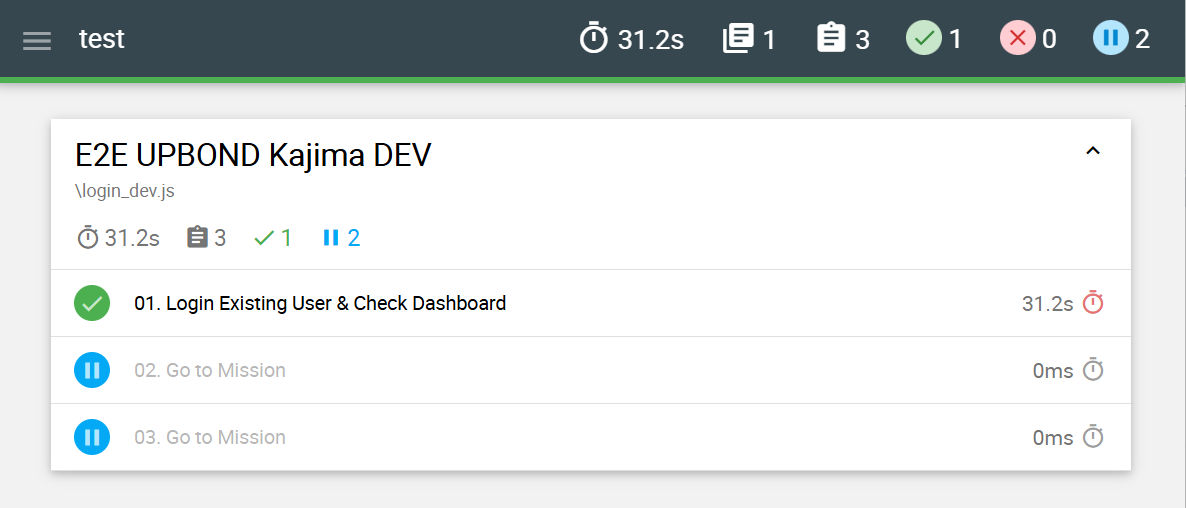 test 31.2s 1 3 1 0 2
E2E UPBOND Kajima DEV
\login_dev.js
31.2s 3 1 2
01. Login Existing User & Check Dashboard 31.2s
02. Go to Mission 0ms
03. Go to Mission 0ms